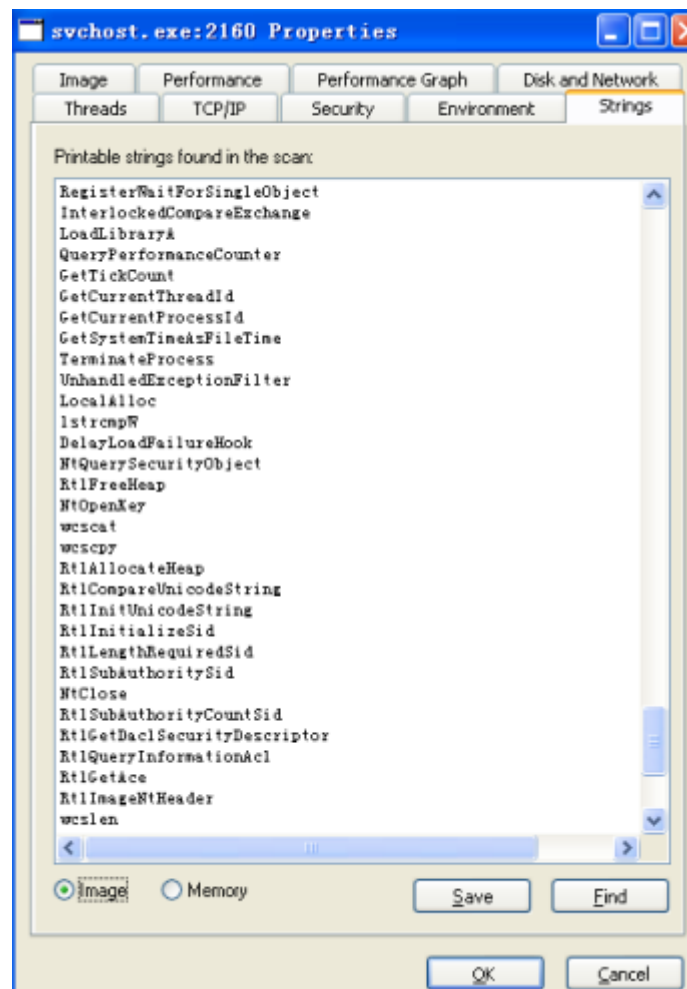 svchost.exe:2160 Properties
Image Performance Performance Graph Disk and Network
Threads TCP/IP Security Environment Strings
Printable strings found in the scan:
RegisterWaitForSingleObject
InterlockedCompareExchange
LoadLibraryA
QueryPerformanceCounter
GetTickCount
GetCurrentThreadId
GetCurrentProcessId
GetSystemTimeAsFileTime
TerminateProcess
UnhandledExceptionFilter
LocalAlloc
lstrcmpW
DelayLoadFailureHook
NtQuerySecurityObject
RtlFreeHeap
NtOpenKey
wcscat
wcscpy
RtlAllocateHeap
RtlCompareUnicodeString
RtlInitUnicodeString
RtlInitializeSid
RtlLengthRequiredSid
RtlSubAuthoritySid
NtClose
RtlSubAuthorityCountSid
RtlGetDaclSecurityDescriptor
RtlQueryInformationAcl
RtlGetAce
RtlImageNtHeader
wcslen
Image Memory Save Find
OK Cancel